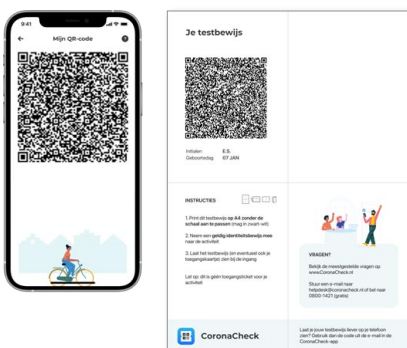 9:41
Mijn QR-code
Je testbewijs
Initialen E.S.
Geboortedag 07 JAN
INSTRUCTIES
1. Print dit testbewijs op A4 zonder de
schaal aan te passen (mag in zwart-wit)
2. Neem een geldig identiteitsbewijs mee
naar de activiteit
3. Laat het testbewijs (en eventueel ook je
toegangskaartje) zien bij de ingang
Let op: dit is géén toegangsticket voor je
activiteit
VRAGEN?
Bekijk de meestgestelde vragen op
www.CoronaCheck.nl
Stuur een e-mail naar
helpdesk@coronacheck.nl of bel naar
0800-1421 (gratis)
CoronaCheck
Laat je jouw testbewijs liever op je telefoon
zien? Gebruik dan de code uit de e-mail in de
CoronaCheck-app